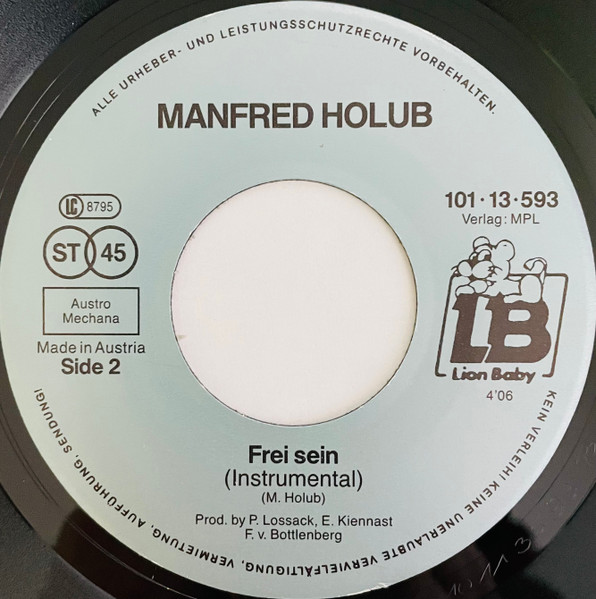 ALLE URHEBER- UND LEISTUNGSSCHUTZRECHTE VORBEHALTEN.
MANFRED HOLUB
LC 8795
ST 45
Austro
Mechana
Made in Austria
Side 2
101·13·593
Verlag: MPL
LB
Lion Baby
4'06
Frei sein
(Instrumental)
(M. Holub)
Prod. by P. Lossack, E. Kiennast
F. v. Bottlenberg
KEIN VERLEIH! KEINE UNERLAUBTE VERVIELFÄLTIGUNG, VERMIETUNG, AUFFÜHRUNG, SENDUNG!